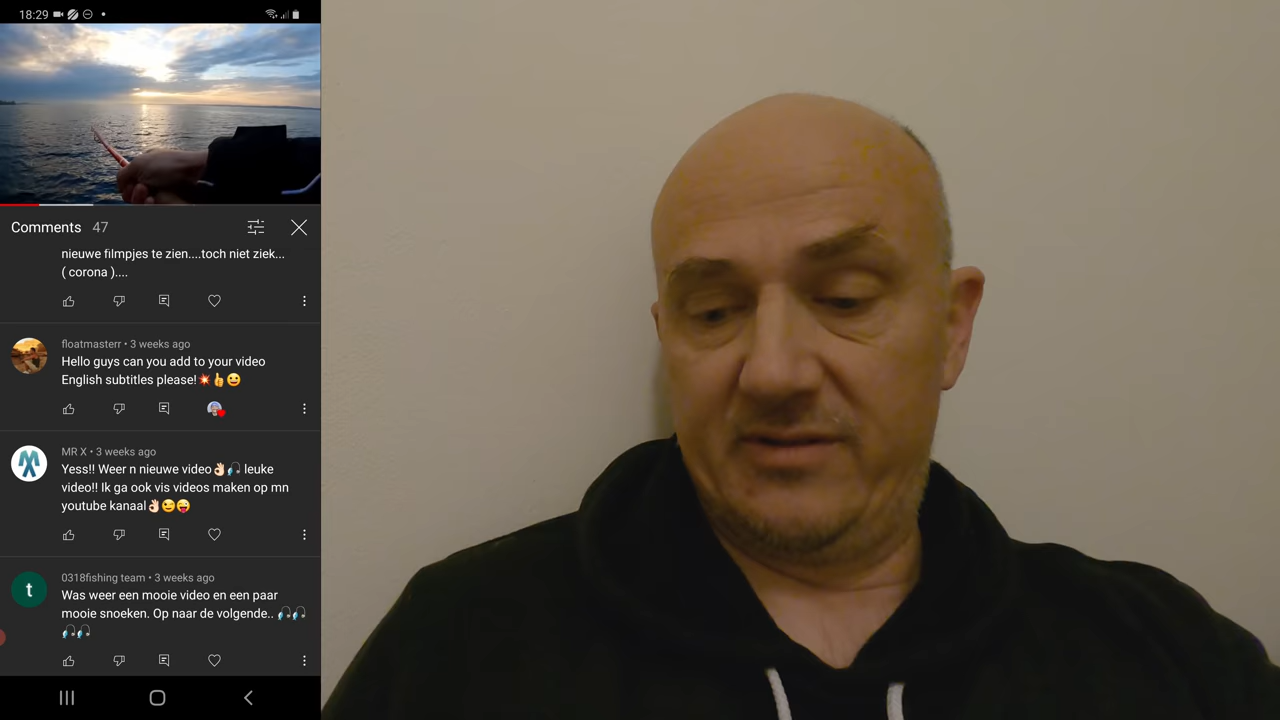 18:29
Comments 47
nieuwe filmpjes te zien....toch niet ziek...
( corona )....
floatmasterr • 3 weeks ago
Hello guys can you add to your video
English subtitles please!💥👍😄
MR X • 3 weeks ago
Yess!! Weer n nieuwe video👌🏻🎣 leuke
video!! Ik ga ook vis videos maken op mn
youtube kanaal👌🏻😉😜
t
0318fishing team • 3 weeks ago
Was weer een mooie video en een paar
mooie snoeken. Op naar de volgende.. 🎣🎣
🎣🎣